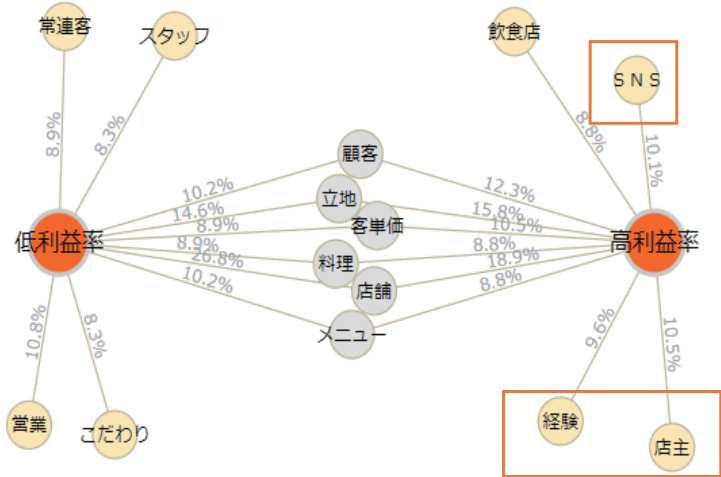 常連客
スタッフ
飲食店
ＳＮＳ
8.9%
8.3%
8.8%
10.1%
顧客
10.2%
12.3%
立地
14.6%
15.8%
客単価
8.9%
10.5%
低利益率
高利益率
8.9%
8.8%
料理
26.8%
18.9%
店舗
10.2%
8.8%
メニュー
10.8%
8.3%
9.6%
10.5%
営業
こだわり
経験
店主